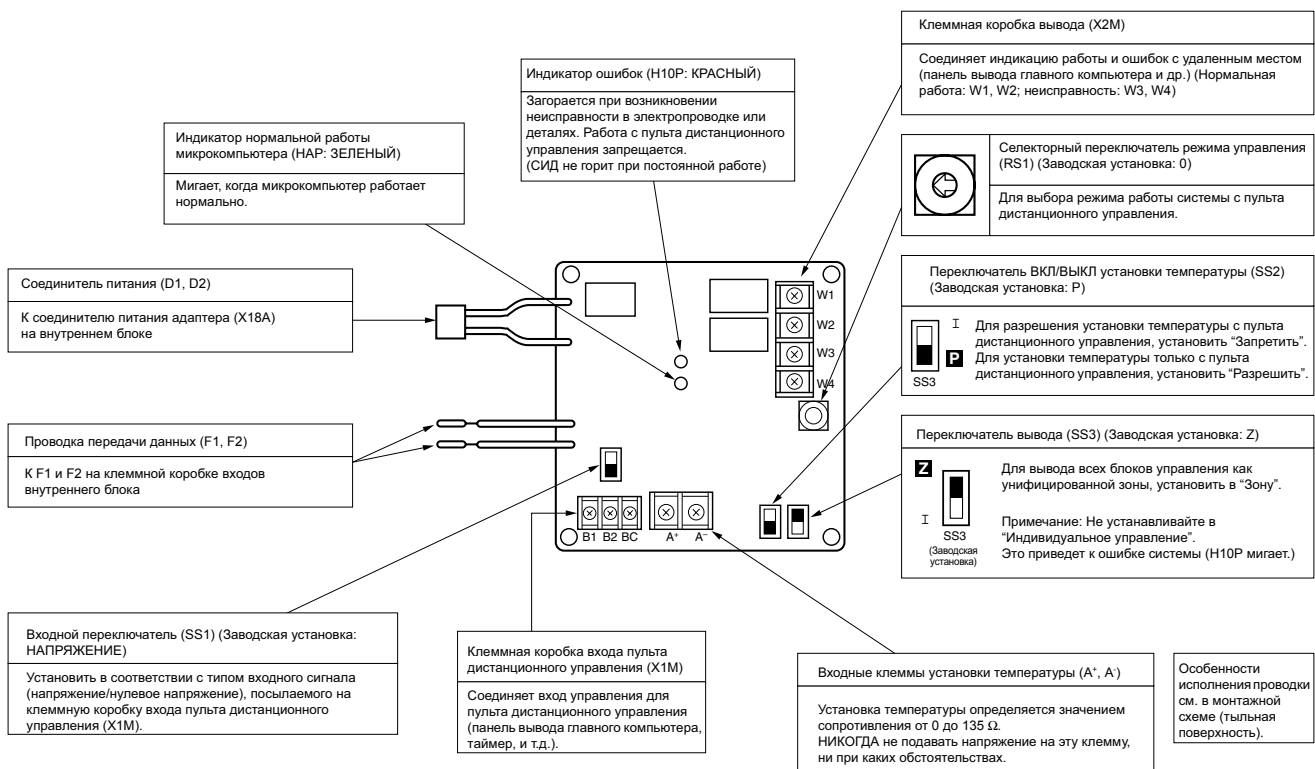 Клеммная коробка вывода (X2M)
Соединяет индикацию работы и ошибок с удаленным местом
(панель вывода главного компьютера и др.) (Нормальная
работа: W1, W2; неисправность: W3, W4)
Индикатор ошибок (H10P: КРАСНЫЙ)
Загорается при возникновении
неисправности в электропроводке или
деталях. Работа с пульта дистанционного
управления запрещается.
(СИД не горит при постоянной работе)
Индикатор нормальной работы
микрокомпьютера (HAP: ЗЕЛЕНЫЙ)
Мигает, когда микрокомпьютер работает
нормально.
Селекторный переключатель режима управления
(RS1) (Заводская установка: 0)
Для выбора режима работы системы с пульта
дистанционного управления.
Соединитель питания (D1, D2)
К соединителю питания адаптера (X18A)
на внутреннем блоке
Переключатель ВКЛ/ВЫКЛ установки температуры (SS2)
(Заводская установка: P)
I
P
SS3
Для разрешения установки температуры с пульта
дистанционного управления, установить “Запретить”.
Для установки температуры только с пульта
дистанционного управления, установить “Разрешить”.
W1
W2
W3
W4
Проводка передачи данных (F1, F2)
К F1 и F2 на клеммной коробке входов
внутреннего блока
Переключатель вывода (SS3) (Заводская установка: Z)
Z
I
SS3
(Заводская
установка)
Для вывода всех блоков управления как
унифицированной зоны, установить в “Зону”.
Примечание: Не устанавливайте в
“Индивидуальное управление”.
Это приведет к ошибке системы (H10P мигает.)
B1 B2 BC A+ A-
Входной переключатель (SS1) (Заводская установка:
НАПРЯЖЕНИЕ)
Установить в соответствии с типом входного сигнала
(напряжение/нулевое напряжение), посылаемого на
клеммную коробку входа пульта дистанционного
управления (X1M).
Клеммная коробка входа пульта
дистанционного управления (X1M)
Соединяет вход управления для
пульта дистанционного управления
(панель вывода главного компьютера,
таймер, и т.д.).
Входные клеммы установки температуры (A+, A-)
Установка температуры определяется значением
сопротивления от 0 до 135 Ω.
НИКОГДА не подавать напряжение на эту клемму,
ни при каких обстоятельствах.
Особенности
исполнения проводки
см. в монтажной
схеме (тыльная
поверхность).